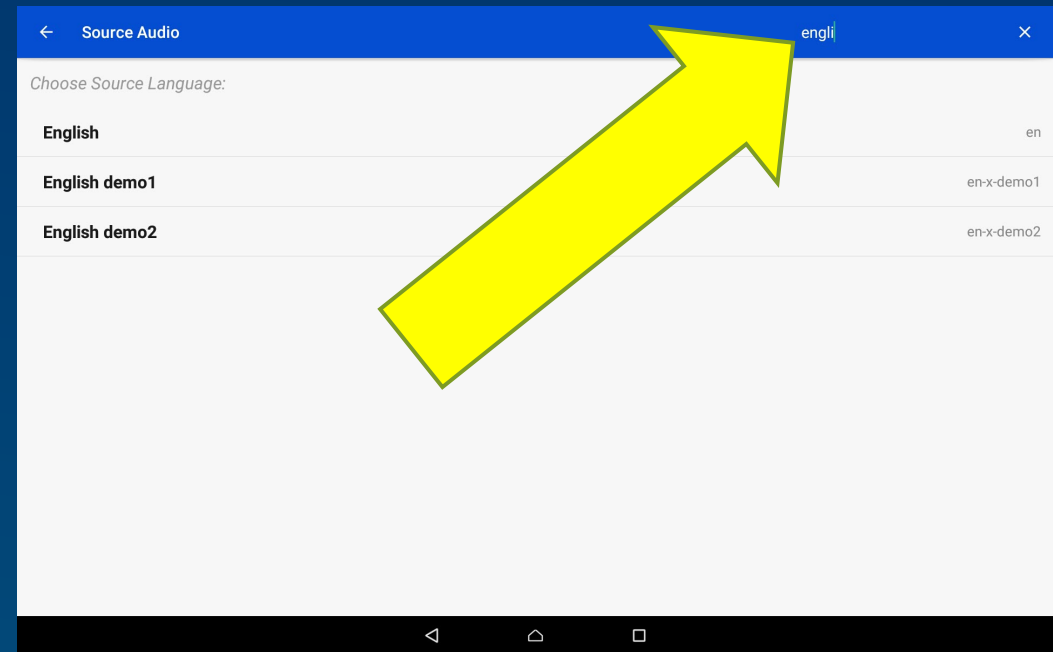 Source Audio engli
Choose Source Language:
English en
English demo1 en-x-demo1
English demo2 en-x-demo2